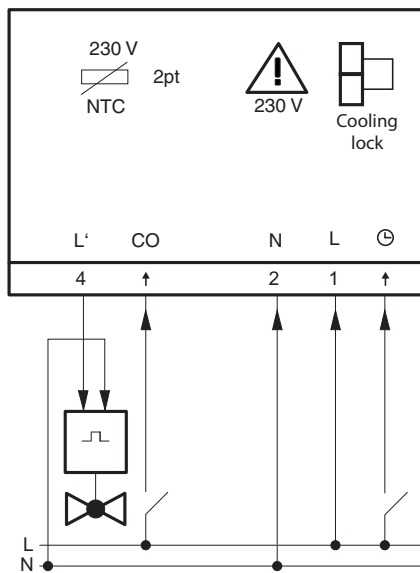 230 V
2pt
NTC
230 V
Cooling
lock
L‘ CO N L
4 2 1
L
N